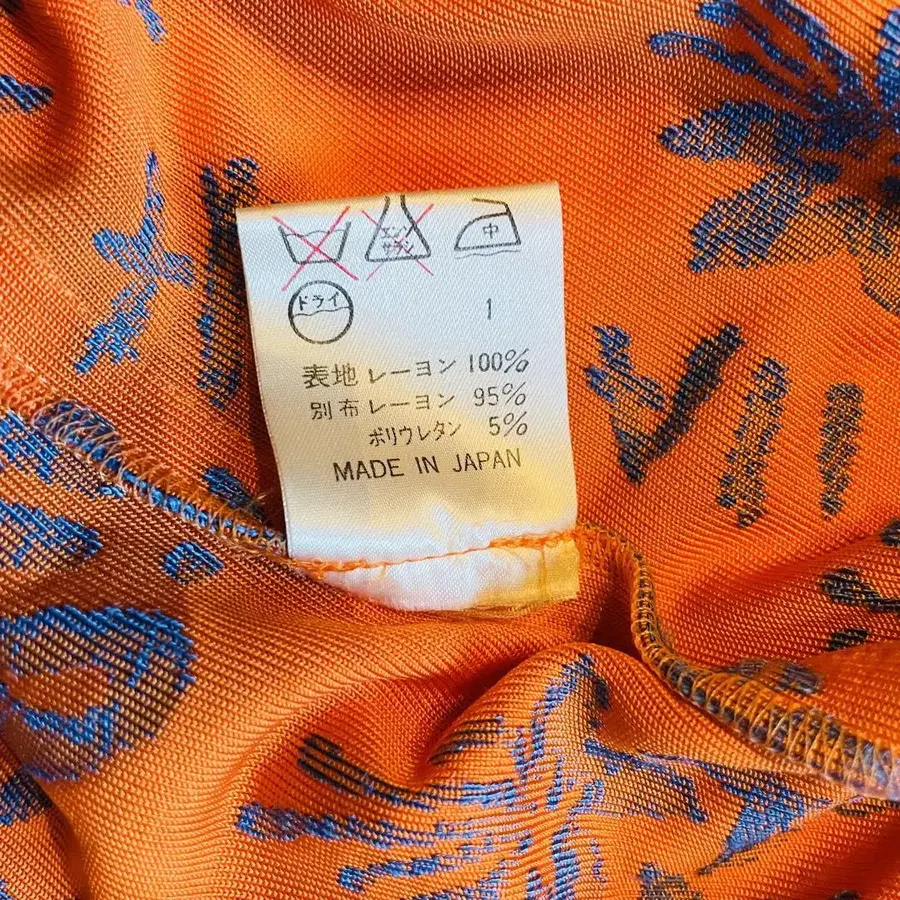 エンソ
サラシ
中
ドライ
1
表地 レーヨン 100%
別布 レーヨン 95%
ポリウレタン 5%
MADE IN JAPAN